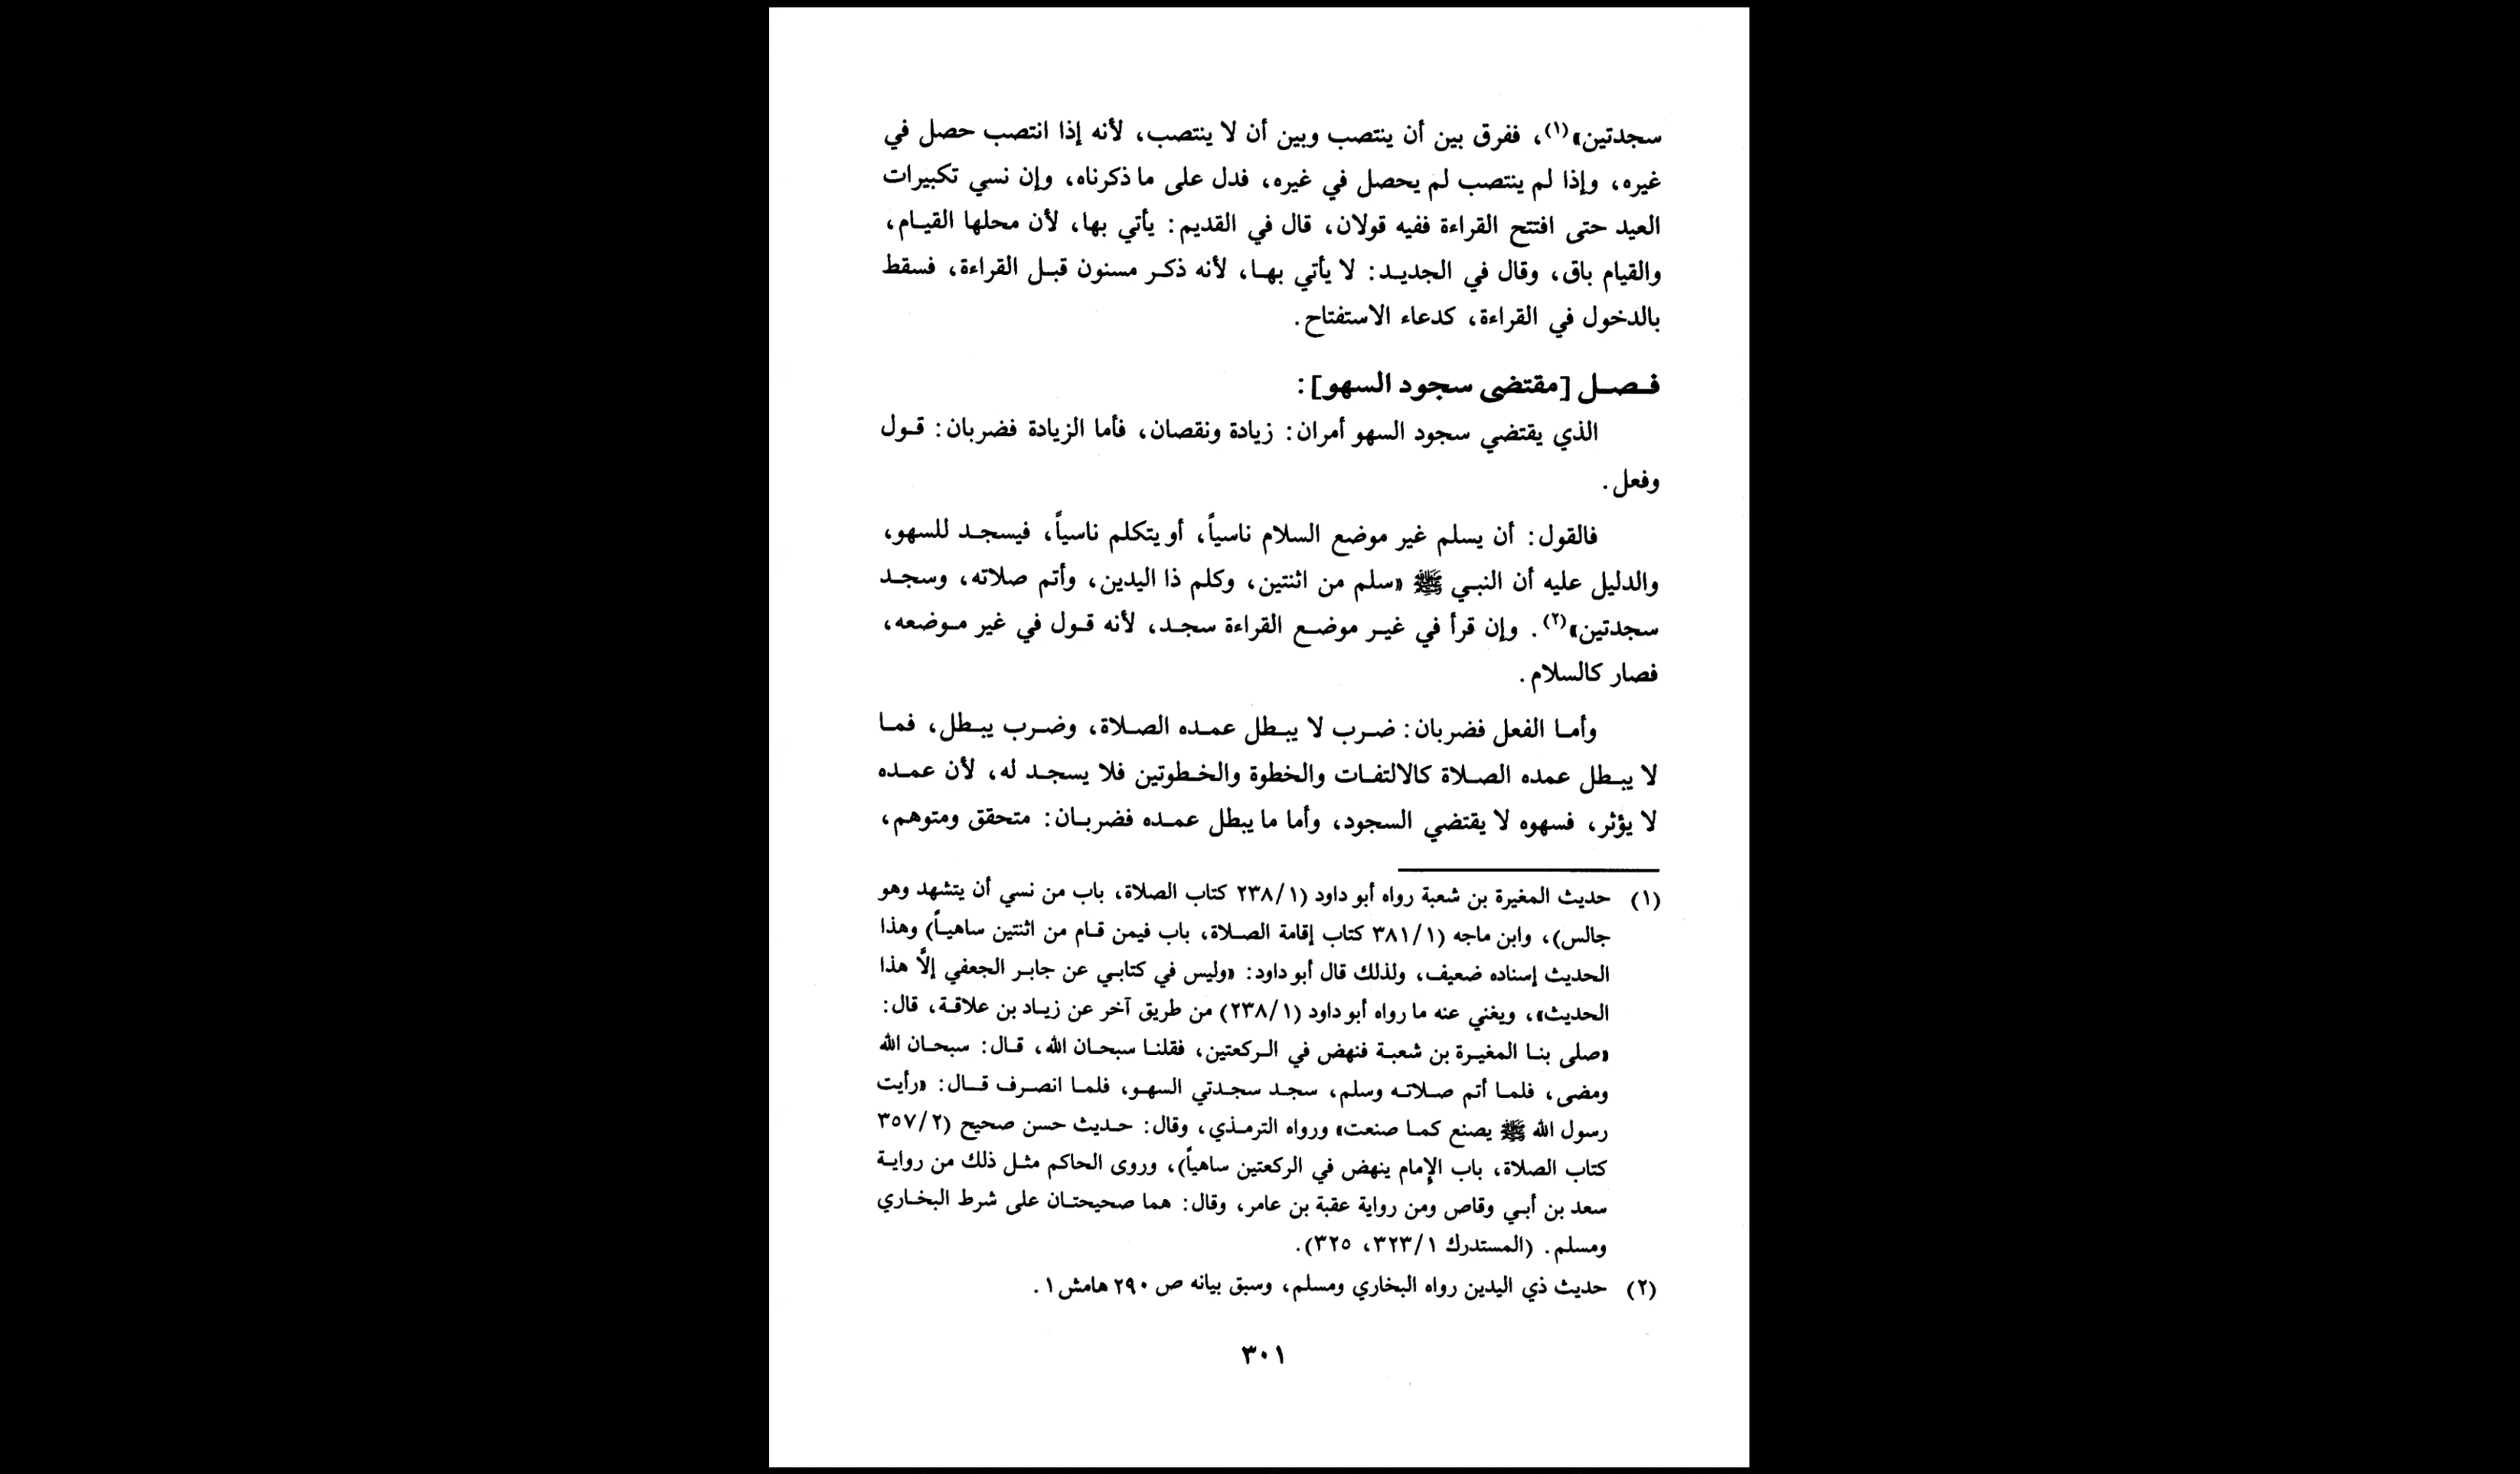 سجدتين»(١)، ففرق بين أن ينتصب وبين أن لا ينتصب، لأنه إذا انتصب حصل في
غيره، وإذا لم ينتصب لم يحصل في غيره، فدل على ما ذكرناه، وإن نسي تكبيرات
العيد حتى افتتح القراءة ففيه قولان، قال في القديم: يأتي بها، لأن محلها القيام،
والقيام باق، وقال في الجديد: لا يأتي بها، لأنه ذكر مسنون قبل القراءة، فسقط
بالدخول في القراءة، كدعاء الاستفتاح.
فصل [مقتضى سجود السهو]:
الذي يقتضي سجود السهو أمران: زيادة ونقصان، فأما الزيادة فضربان: قول
وفعل.
فالقول: أن يسلم غير موضع السلام ناسياً، أو يتكلم ناسياً، فيسجد للسهو،
والدليل عليه أن النبي ﷺ «سلم من اثنتين، وكلم ذا اليدين، وأتم صلاته، وسجد
سجدتين»(٢). وإن قرأ في غير موضع القراءة سجد، لأنه قول في غير موضعه،
فصار كالسلام.
وأما الفعل فضربان: ضرب لا يبطل عمده الصلاة، وضرب يبطل، فما
لا يبطل عمده الصلاة كالالتفات والخطوة والخطوتين فلا يسجد له، لأن عمده
لا يؤثر، فسهوه لا يقتضي السجود، وأما ما يبطل عمده فضربان: متحقق ومتوهم،
(١) حديث المغيرة بن شعبة رواه أبو داود (٢٣٨/١ كتاب الصلاة، باب من نسي أن يتشهد وهو
جالس)، وابن ماجه (٣٨١/١ كتاب إقامة الصلاة، باب فيمن قام من اثنتين ساهياً) وهذا
الحديث إسناده ضعيف، ولذلك قال أبو داود: «وليس في كتابي عن جابر الجعفي إلَّا هذا
الحديث»، ويغني عنه ما رواه أبو داود (٢٣٨/١) من طريق آخر عن زياد بن علاقة، قال:
«صلى بنا المغيرة بن شعبة فنهض في الركعتين، فقلنا سبحان الله، قال: سبحان الله
ومضى، فلما أتم صلاته وسلم، سجد سجدتي السهو، فلما انصرف قال: «رأيت
رسول الله ﷺ يصنع كما صنعت» ورواه الترمذي، وقال: حديث حسن صحيح (٣٥٧/٢
كتاب الصلاة، باب الإمام ينهض في الركعتين ساهياً)، وروى الحاكم مثل ذلك من رواية
سعد بن أبي وقاص ومن رواية عقبة بن عامر، وقال: هما صحيحتان على شرط البخاري
ومسلم. (المستدرك ٣٢٣/١، ٣٢٥).
(٢) حديث ذي اليدين رواه البخاري ومسلم، وسبق بيانه ص ٢٩٠ هامش ١.
٣٠١